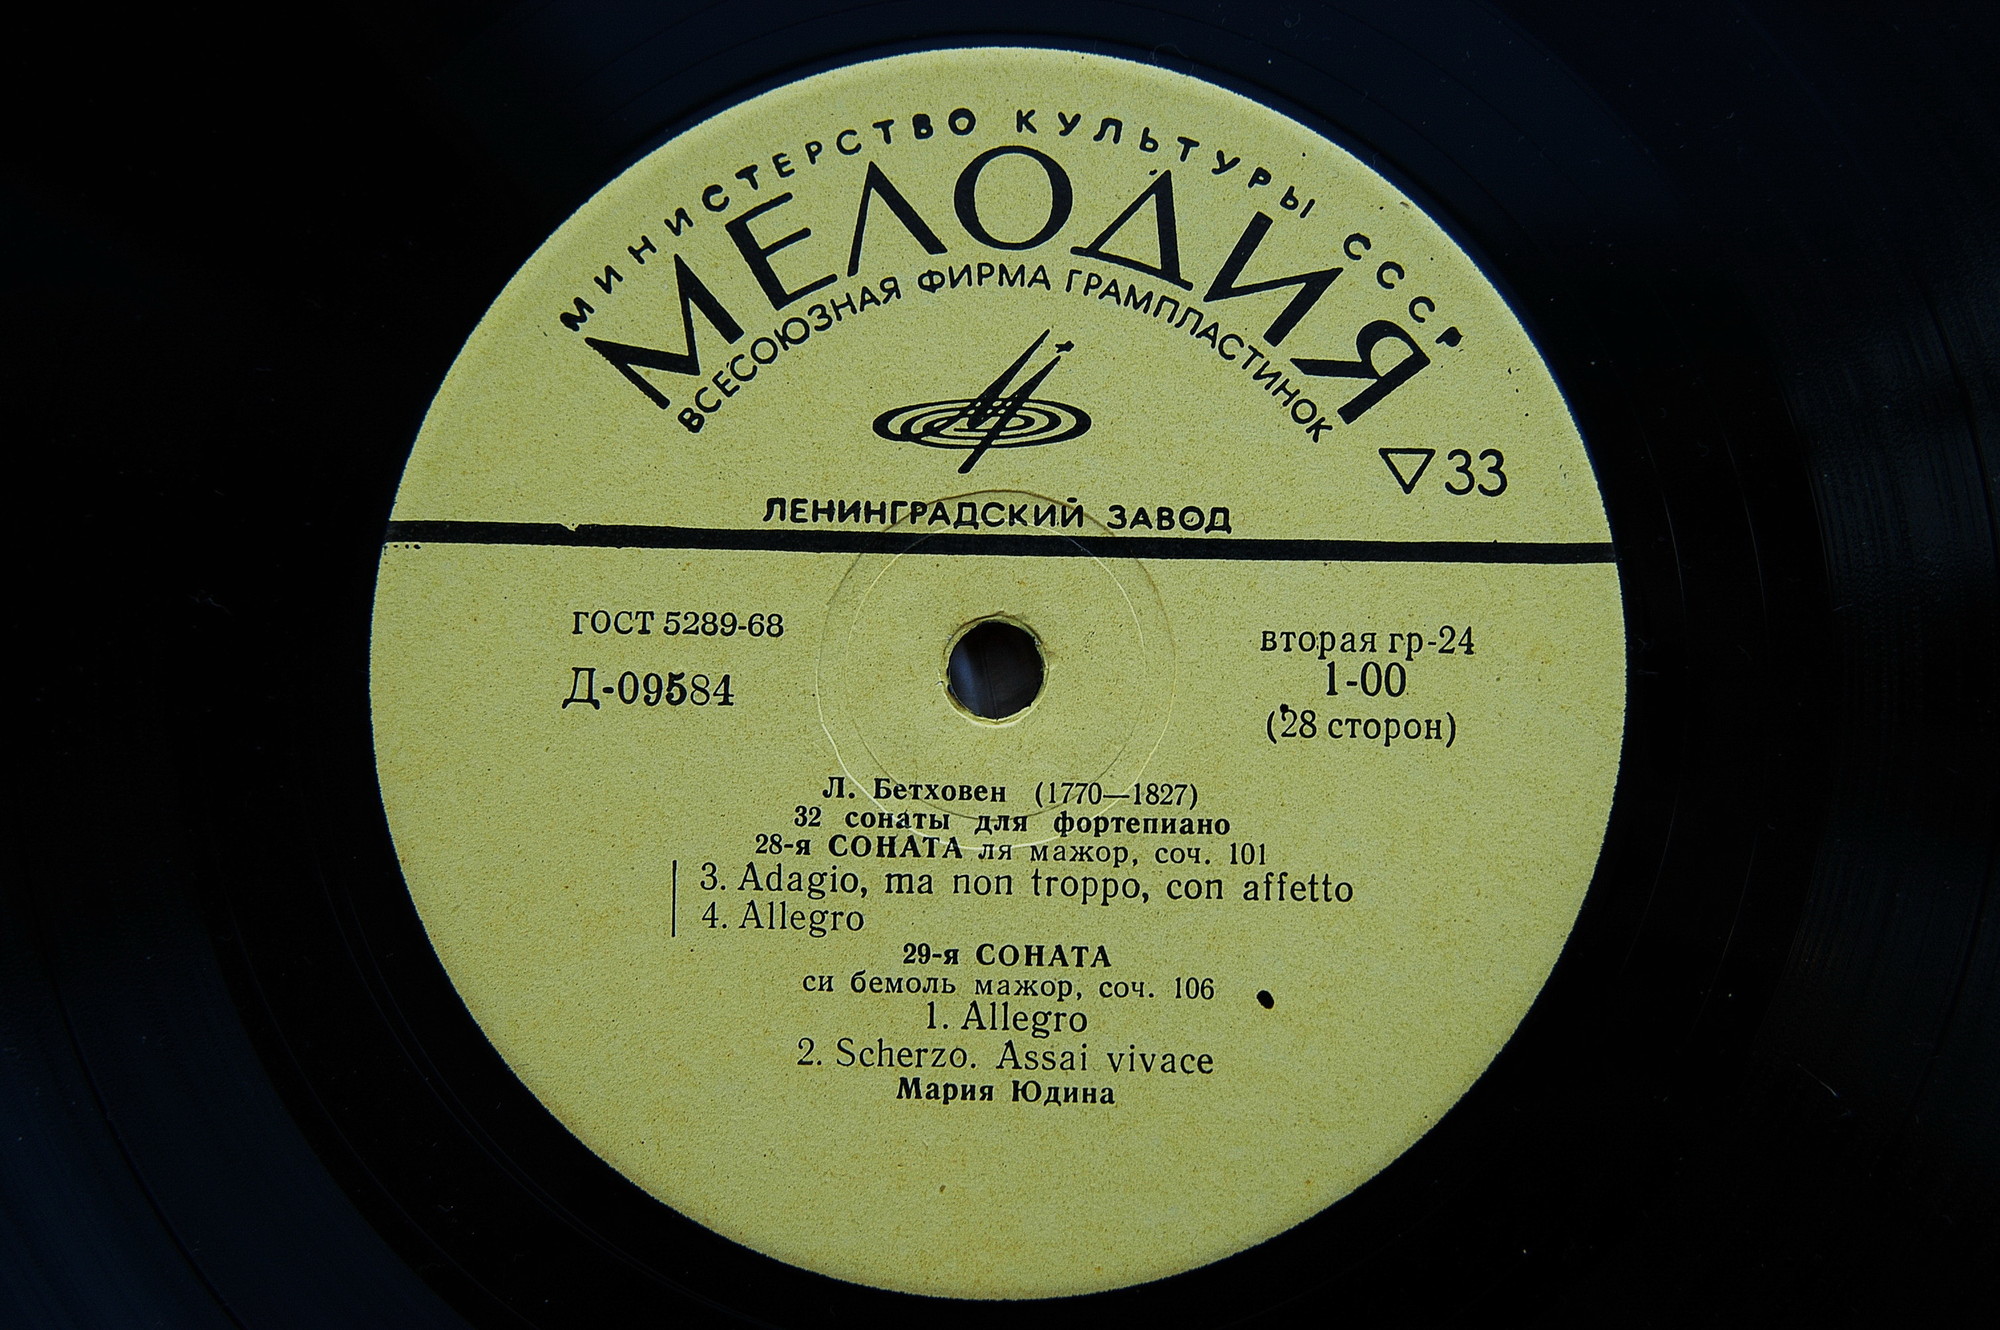 МИНИСТЕРСТВО КУЛЬТУРЫ СССР
МЕЛОДИЯ
ВСЕСОЮЗНАЯ ФИРМА ГРАМПЛАСТИНОК
▽33
ЛЕНИНГРАДСКИЙ ЗАВОД
ГОСТ 5289-68
Д-09584
вторая гр-24
1-00
(28 сторон)
Л. Бетховен (1770—1827)
32 сонаты для фортепиано
28-я СОНАТА ля мажор, соч. 101
3. Adagio, ma non troppo, con affetto
4. Allegro
29-я СОНАТА
си бемоль мажор, соч. 106
1. Allegro
2. Scherzo. Assai vivace
Мария Юдина